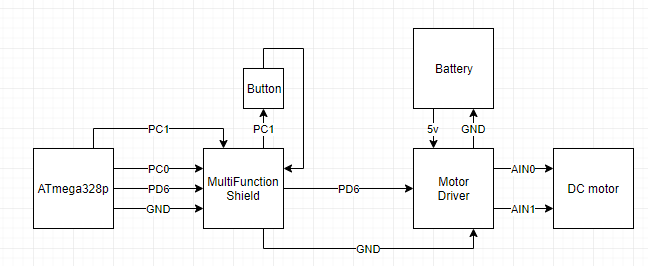 Battery
Button
PC1
PC1
5v
GND
ATmega328p
PC0
PD6
GND
MultiFunction
Shield
PD6
Motor
Driver
AIN0
AIN1
DC motor
GND